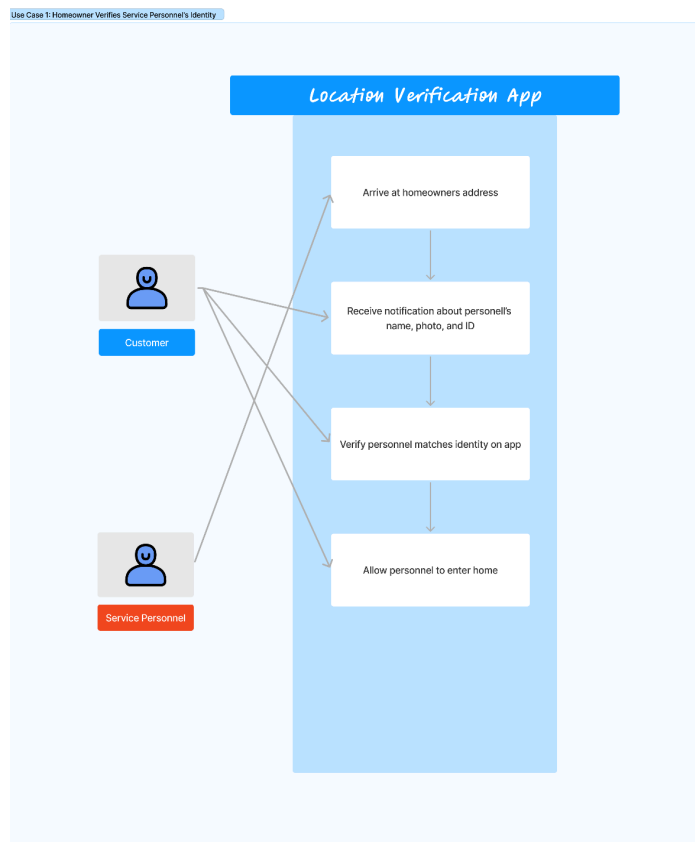 Use Case 1: Homeowner Verifies Service Personnel's Identity
Location Verification App
Arrive at homeowners address
Receive notification about personell's
name, photo, and ID
Customer
Verify personnel matches identity on app
Allow personnel to enter home
Service Personnel